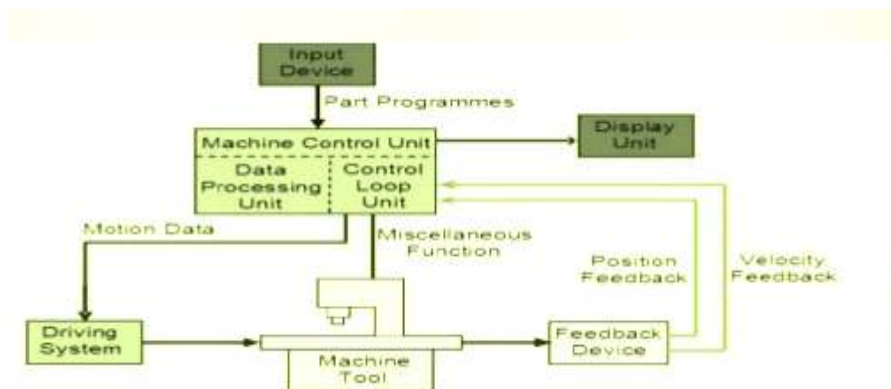 Input
Device
Part Programmes
Machine Control Unit
Display
Unit
Data
Processing
Unit
Control
Loop
Unit
Motion Data
Miscellaneous
Function
Position
Feedback
Velocity
Feedback
Driving
System
Feedback
Device
Machine
Tool